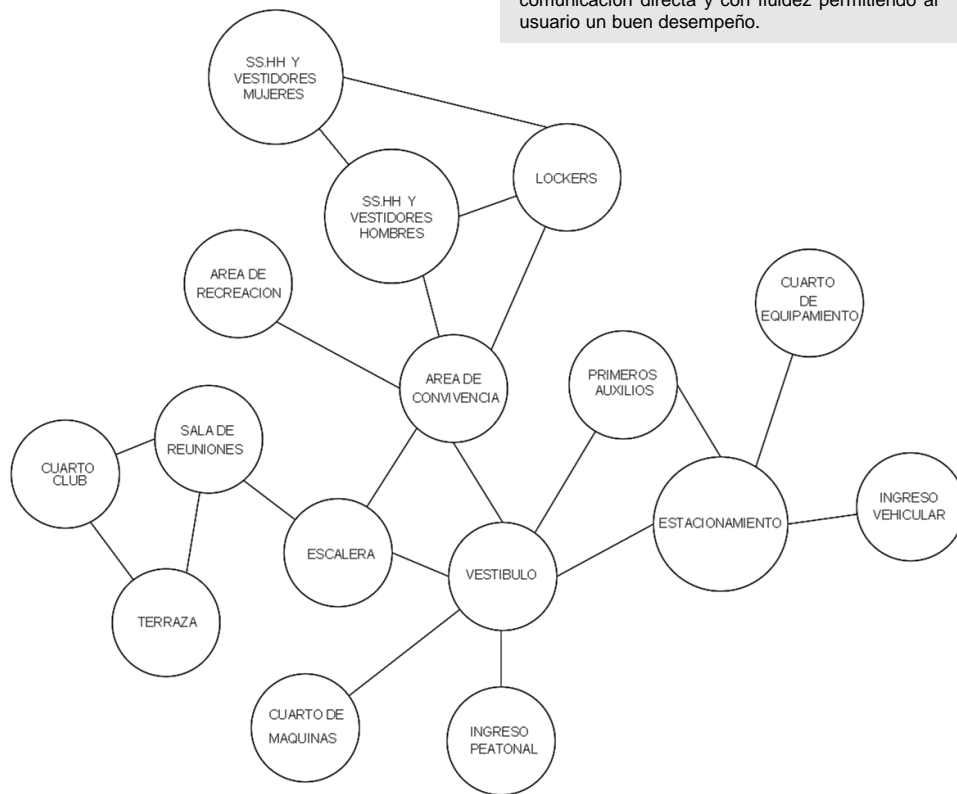 comunicación directa y con fluidez permitiendo al
usuario un buen desempeño.
SS.HH Y
VESTIDORES
MUJERES
LOCKERS
SS.HH Y
VESTIDORES
HOMBRES
AREA DE
RECREACION
CUARTO
DE
EQUIPAMIENTO
AREA DE
CONVIVENCIA
PRIMEROS
AUXILIOS
SALA DE
REUNIONES
CUARTO
CLUB
INGRESO
VEHICULAR
ESTACIONAMIENTO
ESCALERA
VESTIBULO
TERRAZA
CUARTO DE
MAQUINAS
INGRESO
PEATONAL